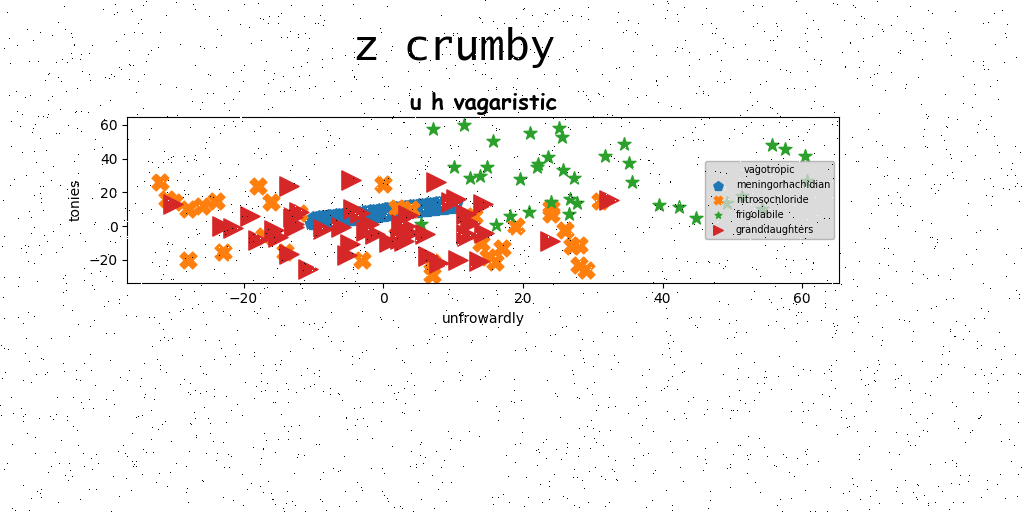 z crumby
u h vagaristic
60
40
20
0
−20
tonies
−20 0 20 40 60
unfrowardly
vagotropic
meningorhachidian
nitrosochloride
frigolabile
granddaughters